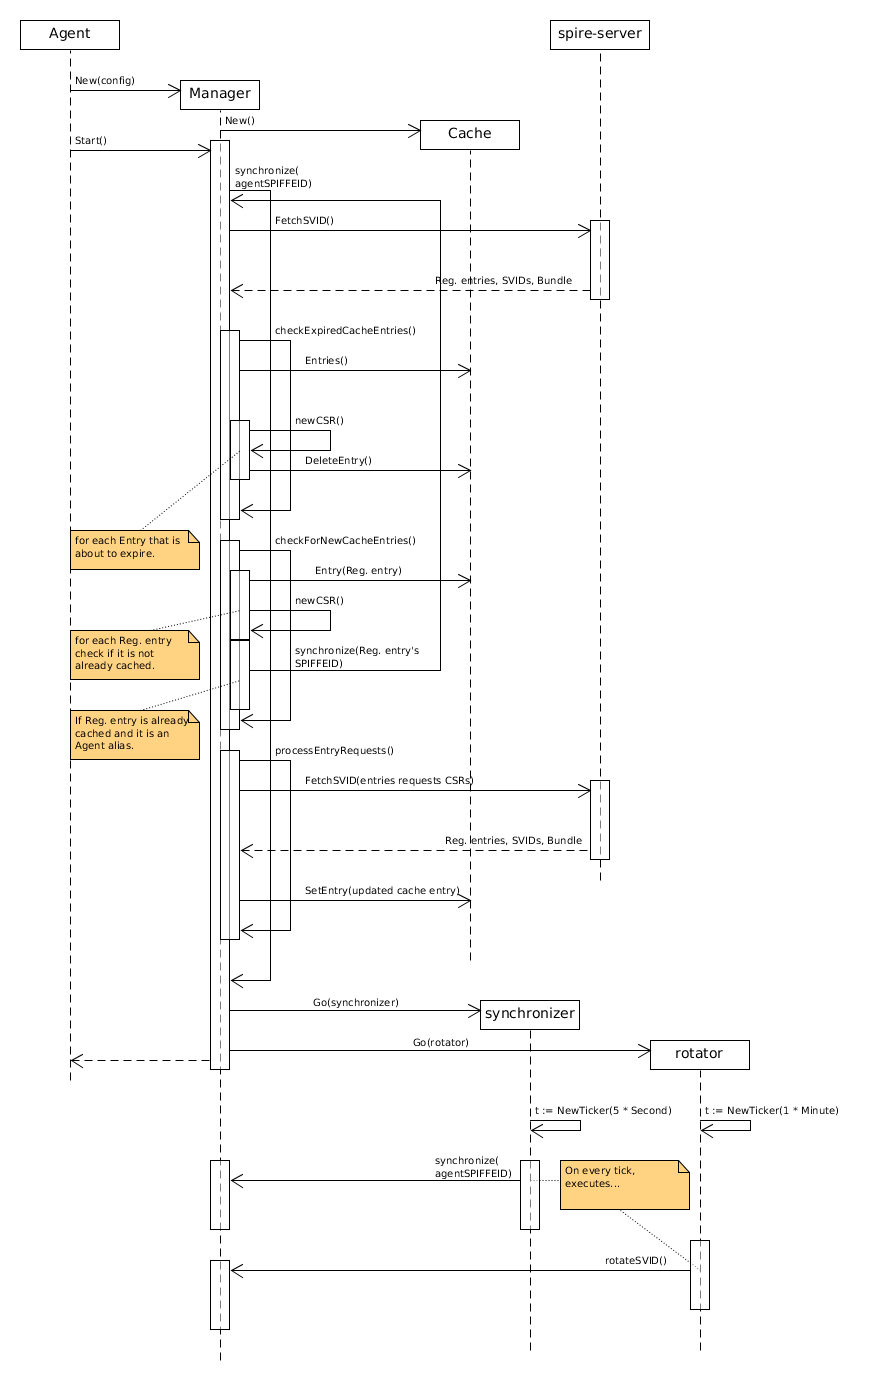 Agent
spire-server
New(config)
Manager
New()
Cache
Start()
synchronize(
agentSPIFFEID)
FetchSVID()
Reg. entries, SVIDs, Bundle
checkExpiredCacheEntries()
Entries()
newCSR()
DeleteEntry()
for each Entry that is
about to expire.
checkForNewCacheEntries()
Entry(Reg. entry)
newCSR()
for each Reg. entry
check if it is not
already cached.
synchronize(Reg. entry's
SPIFFEID)
If Reg. entry is already
cached and it is an
Agent alias.
processEntryRequests()
FetchSVID(entries requests CSRs)
Reg. entries, SVIDs, Bundle
SetEntry(updated cache entry)
Go(synchronizer)
synchronizer
Go(rotator)
rotator
t := NewTicker(5 * Second)
t := NewTicker(1 * Minute)
synchronize(
agentSPIFFEID)
On every tick,
executes...
rotateSVID()